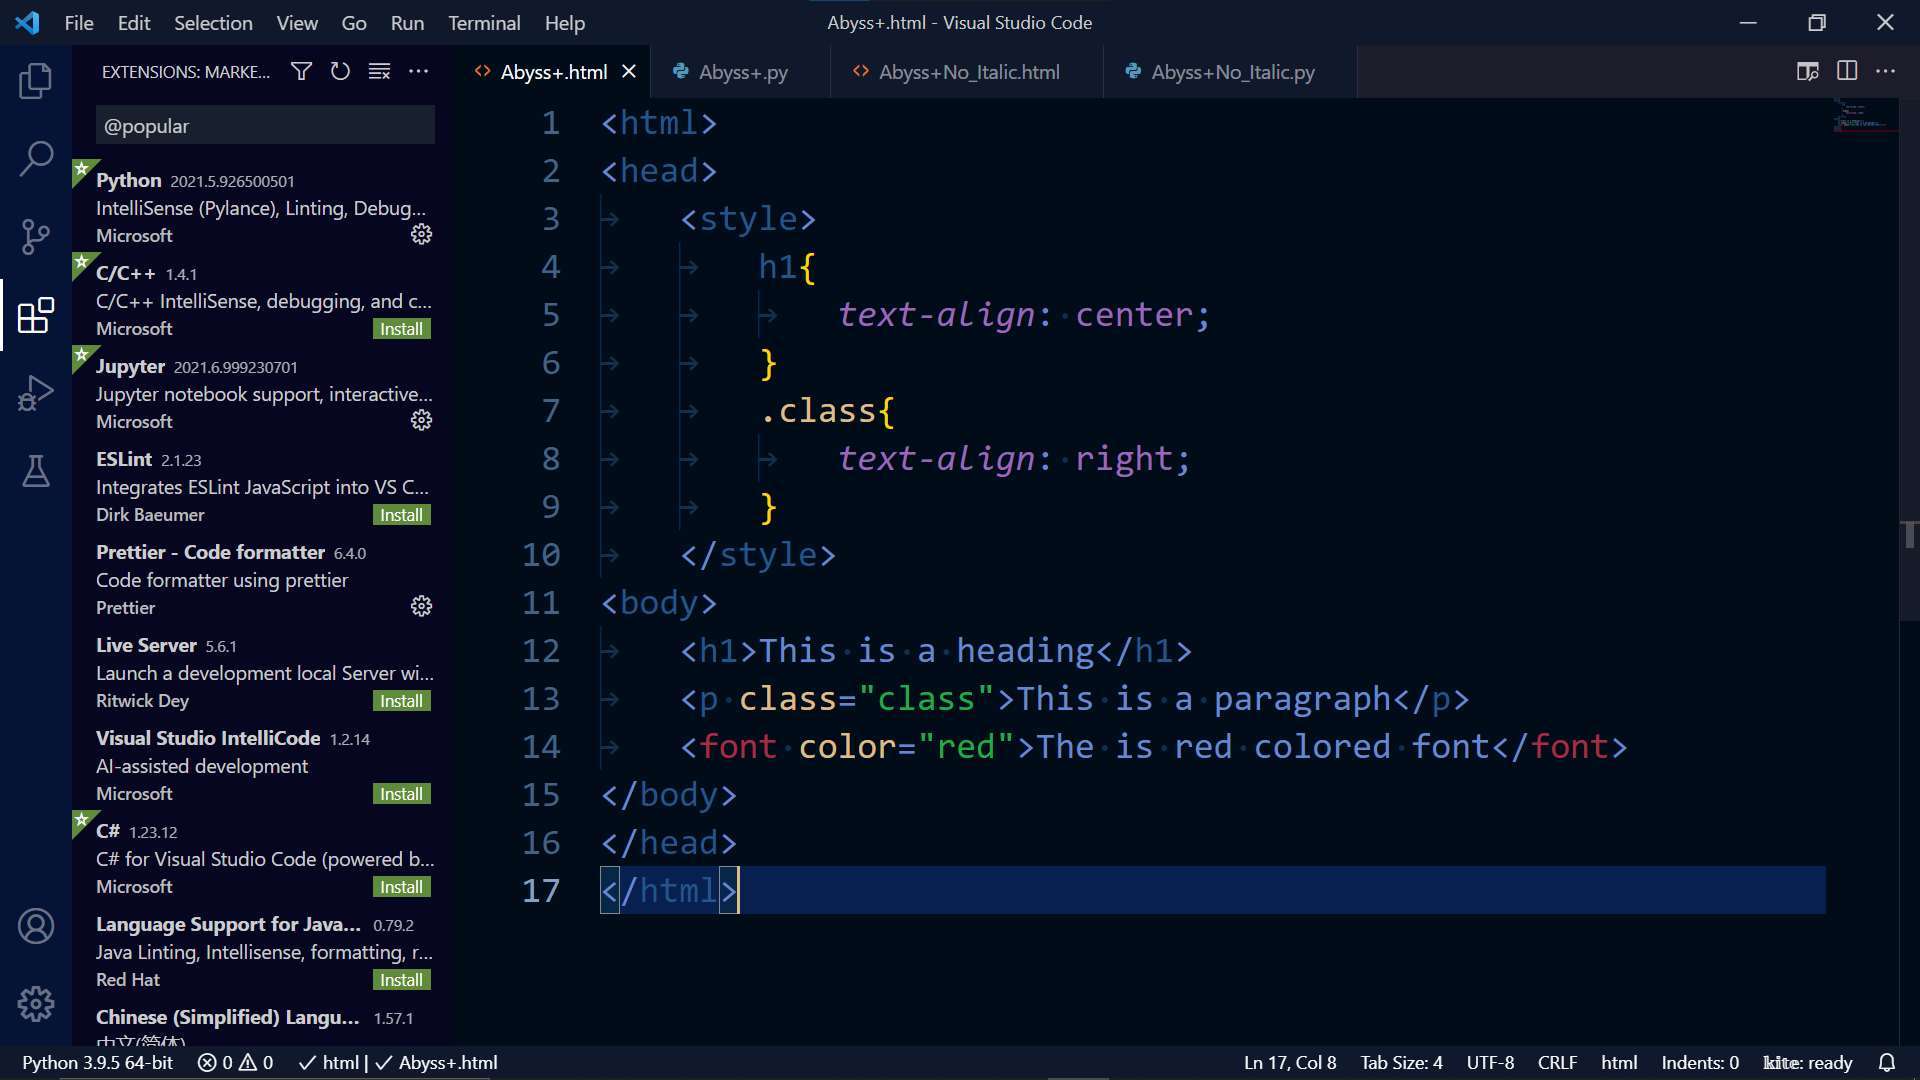 File Edit Selection View Go Run Terminal Help
Abyss+.html - Visual Studio Code
EXTENSIONS: MARKE...
@popular
Python 2021.5.926500501
IntelliSense (Pylance), Linting, Debug...
Microsoft
C/C++ 1.4.1
C/C++ IntelliSense, debugging, and c...
Microsoft Install
Jupyter 2021.6.999230701
Jupyter notebook support, interactive...
Microsoft
ESLint 2.1.23
Integrates ESLint JavaScript into VS C...
Dirk Baeumer Install
Prettier - Code formatter 6.4.0
Code formatter using prettier
Prettier
Live Server 5.6.1
Launch a development local Server wi...
Ritwick Dey Install
Visual Studio IntelliCode 1.2.14
AI-assisted development
Microsoft Install
C# 1.23.12
C# for Visual Studio Code (powered b...
Microsoft Install
Language Support for Java... 0.79.2
Java Linting, Intellisense, formatting, r...
Red Hat Install
Chinese (Simplified) Langu... 1.57.1
中文(简体)
Abyss+.html Abyss+.py Abyss+No_Italic.html Abyss+No_Italic.py
1 <html>
2 <head>
3 <style>
4 h1{
5 text-align: center;
6 }
7 .class{
8 text-align: right;
9 }
10 </style>
11 <body>
12 <h1>This is a heading</h1>
13 <p class="class">This is a paragraph</p>
14 <font color="red">The is red colored font</font>
15 </body>
16 </head>
17 </html>
Python 3.9.5 64-bit 0 0 html | Abyss+.html Ln 17, Col 8 Tab Size: 4 UTF-8 CRLF html Indents: 0 kite: ready